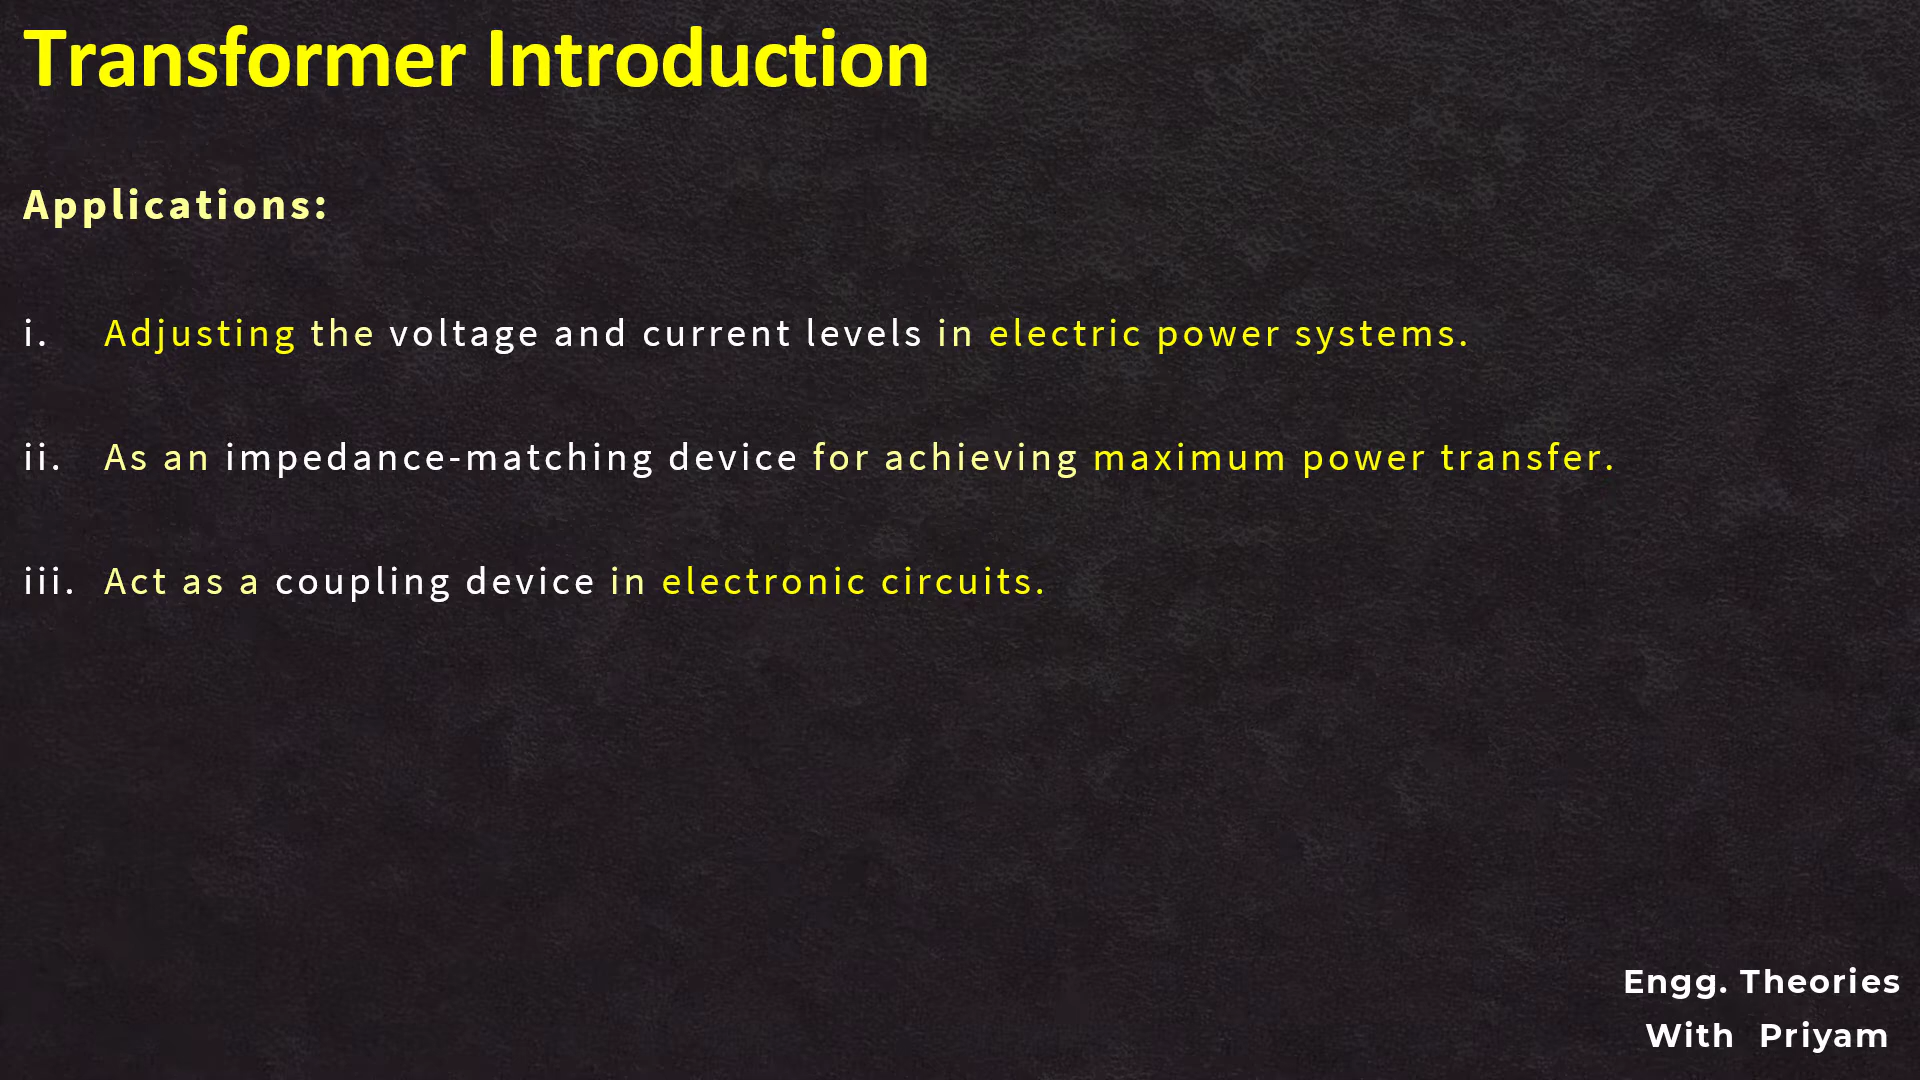 Transformer Introduction
Applications:
i. Adjusting the voltage and current levels in electric power systems.
ii. As an impedance-matching device for achieving maximum power transfer.
iii. Act as a coupling device in electronic circuits.
Engg. Theories
With Priyam